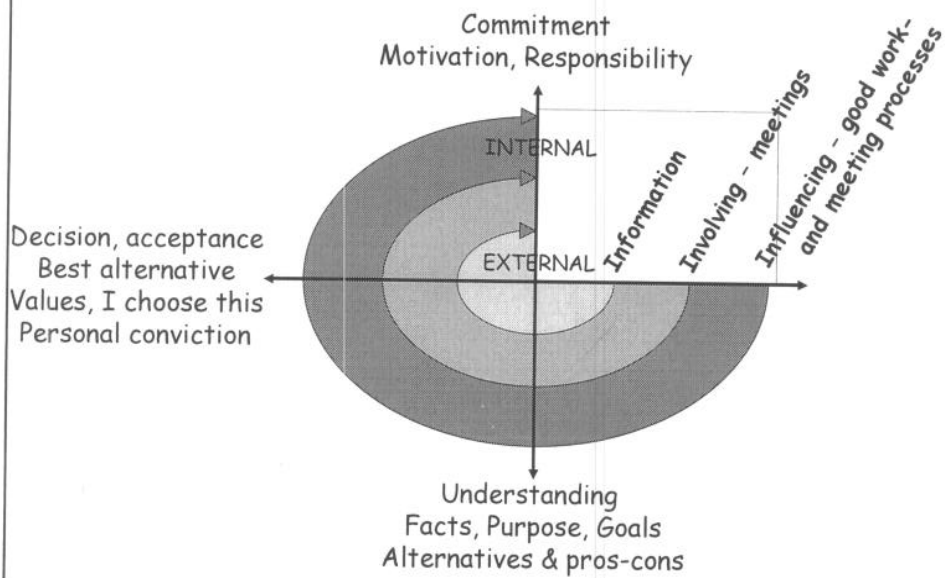 Commitment
Motivation, Responsibility
INTERNAL
EXTERNAL
Information
Involving - meetings
Influencing - good work-
and meeting processes
Decision, acceptance
Best alternative
Values, I choose this
Personal conviction
Understanding
Facts, Purpose, Goals
Alternatives & pros-cons